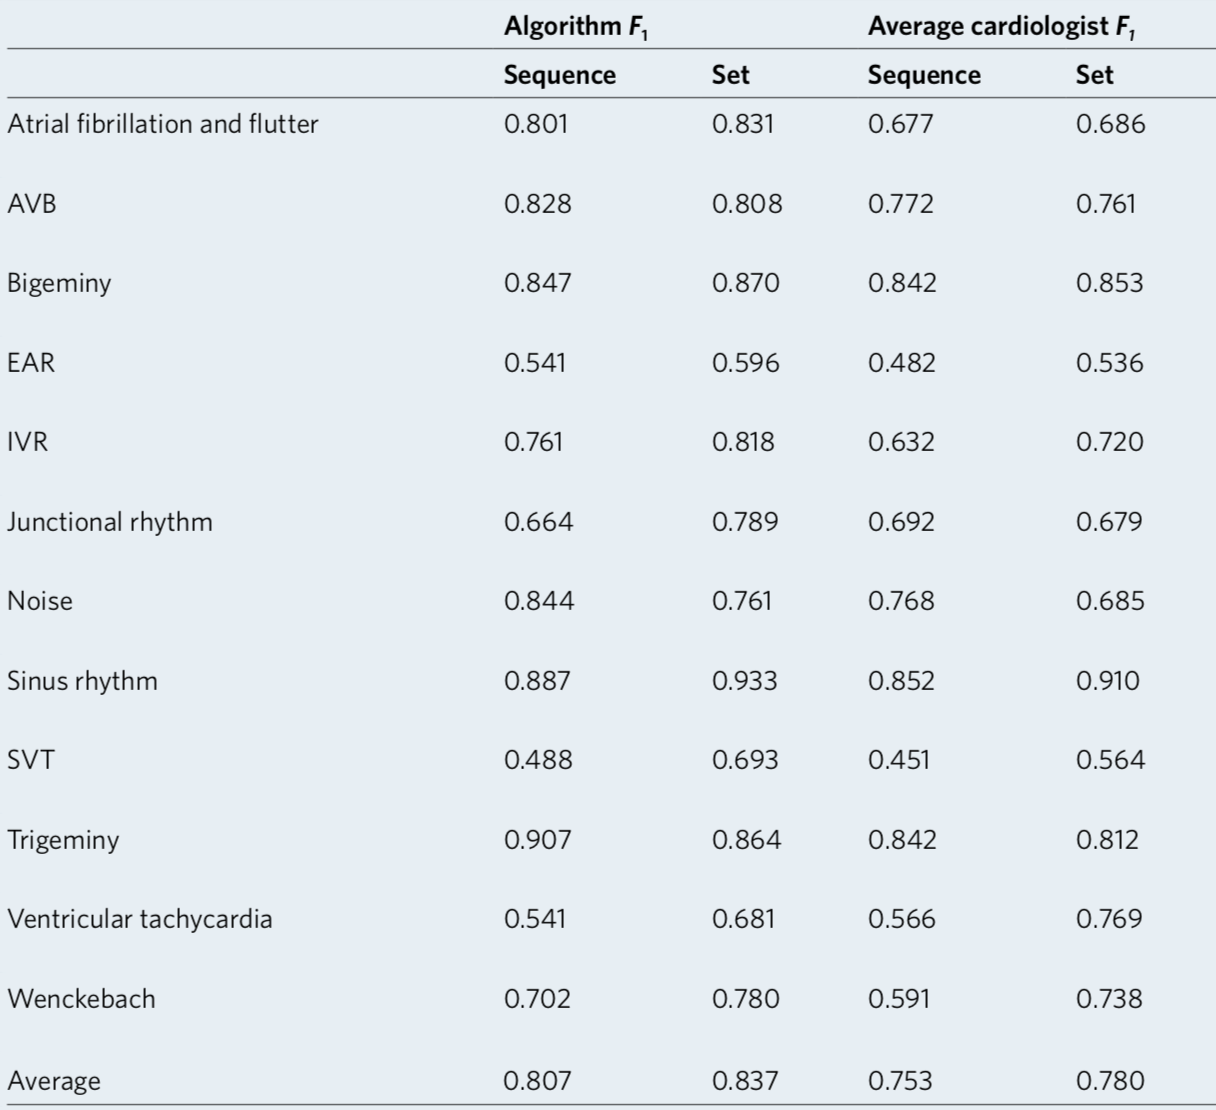 Algorithm F1 Average cardiologist F1
Sequence Set Sequence Set
Atrial fibrillation and flutter 0.801 0.831 0.677 0.686
AVB 0.828 0.808 0.772 0.761
Bigeminy 0.847 0.870 0.842 0.853
EAR 0.541 0.596 0.482 0.536
IVR 0.761 0.818 0.632 0.720
Junctional rhythm 0.664 0.789 0.692 0.679
Noise 0.844 0.761 0.768 0.685
Sinus rhythm 0.887 0.933 0.852 0.910
SVT 0.488 0.693 0.451 0.564
Trigeminy 0.907 0.864 0.842 0.812
Ventricular tachycardia 0.541 0.681 0.566 0.769
Wenckebach 0.702 0.780 0.591 0.738
Average 0.807 0.837 0.753 0.780